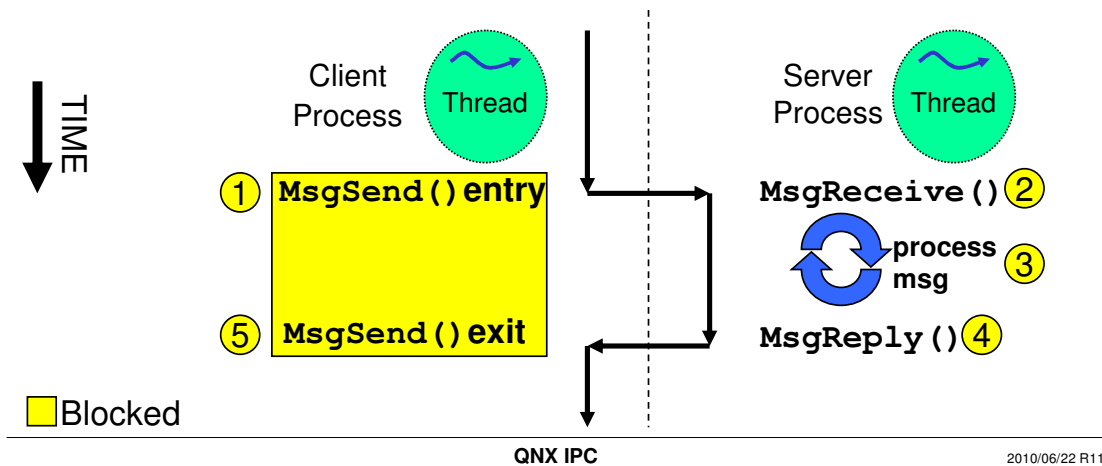 TIME
Client
Process
Thread
Server
Process
Thread
1
MsgSend() entry
MsgReceive()
2
process
msg
3
5
MsgSend() exit
MsgReply()
4
Blocked
QNX IPC
2010/06/22 R11